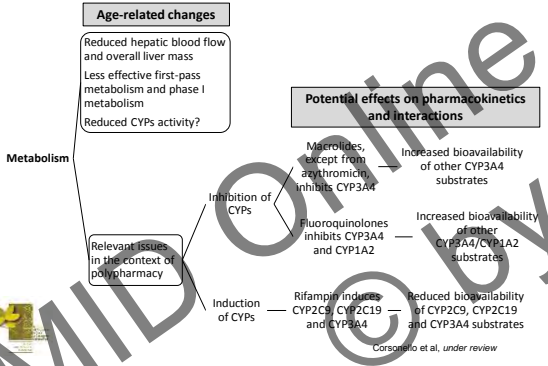 Age-related changes
Reduced hepatic blood flow
and overall liver mass
Less effective first-pass
metabolism and phase I
metabolism
Reduced CYPs activity?
Potential effects on pharmacokinetics
and interactions
Metabolism
Macrolides,
except from
azythromicin,
inhibits CYP3A4
Increased bioavailability
of other CYP3A4
substrates
Inhibition of
CYPs
Fluoroquinolones
inhibits CYP3A4
and CYP1A2
Increased bioavailability
of other
CYP3A4/CYP1A2
substrates
Relevant issues
in the context of
polypharmacy
Induction
of CYPs
Rifampin induces
CYP2C9, CYP2C19
and CYP3A4
Reduced bioavailability
of CYP2C9, CYP2C19
and CYP3A4 substrates
Corsonello et al, under review
MID Online
© by